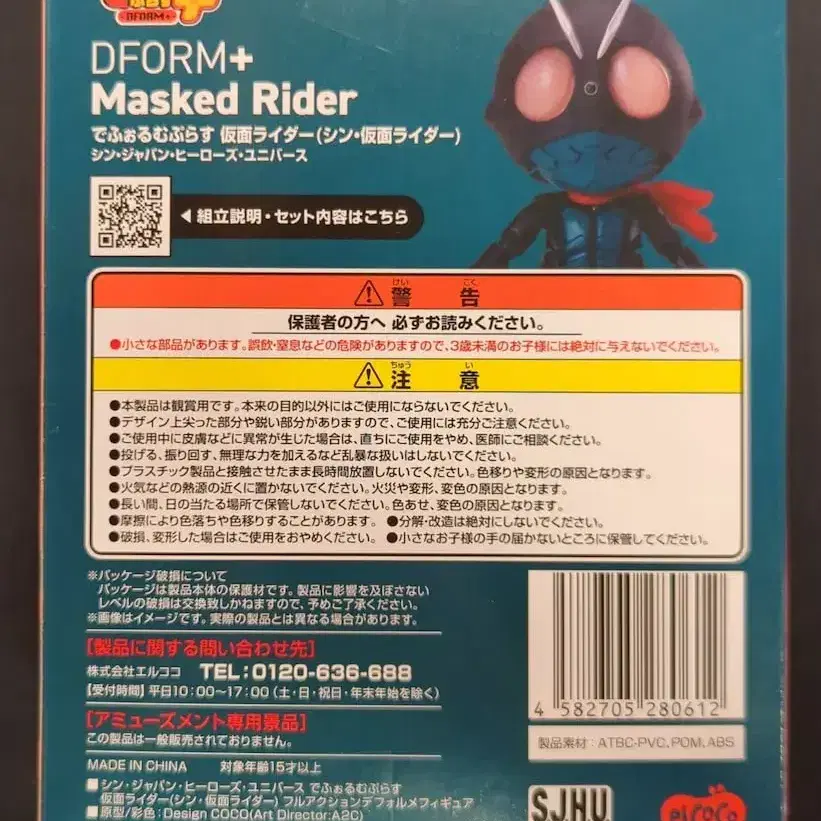 DFORM+
DFORM+
Masked Rider
でふぉるむぷらす 仮面ライダー(シン・仮面ライダー)
シン・ジャパン・ヒーローズ・ユニバース
◀ 組立説明・セット内容はこちら
けい こく
⚠警 告
保護者の方へ 必ずお読みください。
●小さな部品があります。誤飲・窒息などの危険がありますので、3歳未満のお子様には絶対に与えないでください。
ちゅう い
⚠注 意
●本製品は観賞用です。本来の目的以外にはご使用にならないでください。
●デザイン上尖った部分や鋭い部分がありますので、ご使用には充分ご注意ください。
●ご使用中に皮膚などに異常が生じた場合は、直ちにご使用をやめ、医師にご相談ください。
●投げる、振り回す、無理な力を加えるなど乱暴な扱いはしないでください。
●プラスチック製品と接触させたまま長時間放置しないでください。色移りや変形の原因となります。
●火気などの熱源の近くに置かないでください。火災や変形、変色の原因となります。
●長い間、日の当たる場所で保管しないでください。色あせ、変色の原因となります。
●摩擦により色落ちや色移りすることがあります。 ●分解・改造は絶対にしないでください。
●破損、変形した場合はご使用をおやめください。 ●小さなお子様の手の届かないところに保管してください。
※パッケージ破損について
パッケージは製品本体の保護材です。製品に影響を及ぼさない
レベルの破損は交換致しかねますので、予めご了承ください。
※画像はイメージです。実際の製品とは異なる場合があります。
[製品に関する問い合わせ先]
株式会社エルココ TEL:0120-636-688
【受付時間】平日10:00~17:00(土・日・祝日・年末年始を除く)
[アミューズメント専用景品]
この製品は一般販売されておりません。
MADE IN CHINA 対象年齢15才以上
■シン・ジャパン・ヒーローズ・ユニバース でふぉるむぷらす
仮面ライダー(シン・仮面ライダー) フルアクションデフォルメフィギュア
■原型/彩色:Design COCO(Art Director:A2C)
4 582705 280612
製品素材:ATBC-PVC,POM,ABS
S.J.H.U.
elcoco